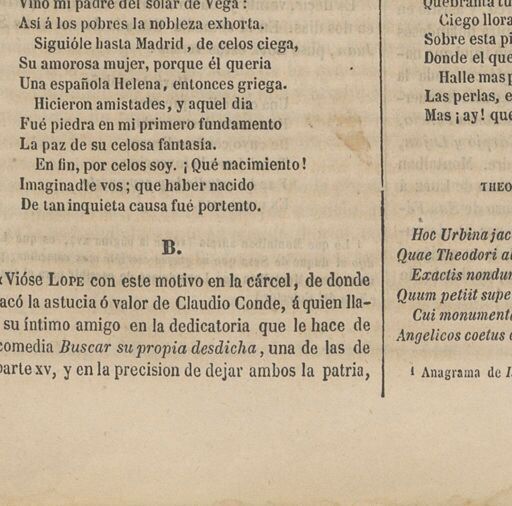 Vino mi padre del solar de Vega:
Así á los pobres la nobleza exhorta.
Siguióle hasta Madrid, de celos ciega,
Su amorosa mujer, porque él queria
Una española Helena, entonces griega.
Hicieron amistades, y aquel dia
Fué piedra en mi primero fundamento
La paz de su celosa fantasía.
En fin, por celos soy. ¡Qué nacimiento!
Imaginadle vos; que haber nacido
De tan inquieta causa fué portento.
B.
Vióse LOPE con este motivo en la cárcel, de donde
acó la astucia ó valor de Claudio Conde, á quien lla-
su íntimo amigo en la dedicatoria que le hace de
comedia Buscar su propia desdicha, una de las de
parte XV, y en la precision de dejar ambos la patria,
Quebranta tu
Ciego llora
Sobre esta pi
Donde el que
Halle mas p
Las perlas, e
Mas ¡ay! que
THEO
Hoc Urbina jac
Quae Theodori al
Exactis nondum
Quum petiit supe
Cui monumenta
Angelicos coetus
1 Anagrama de I